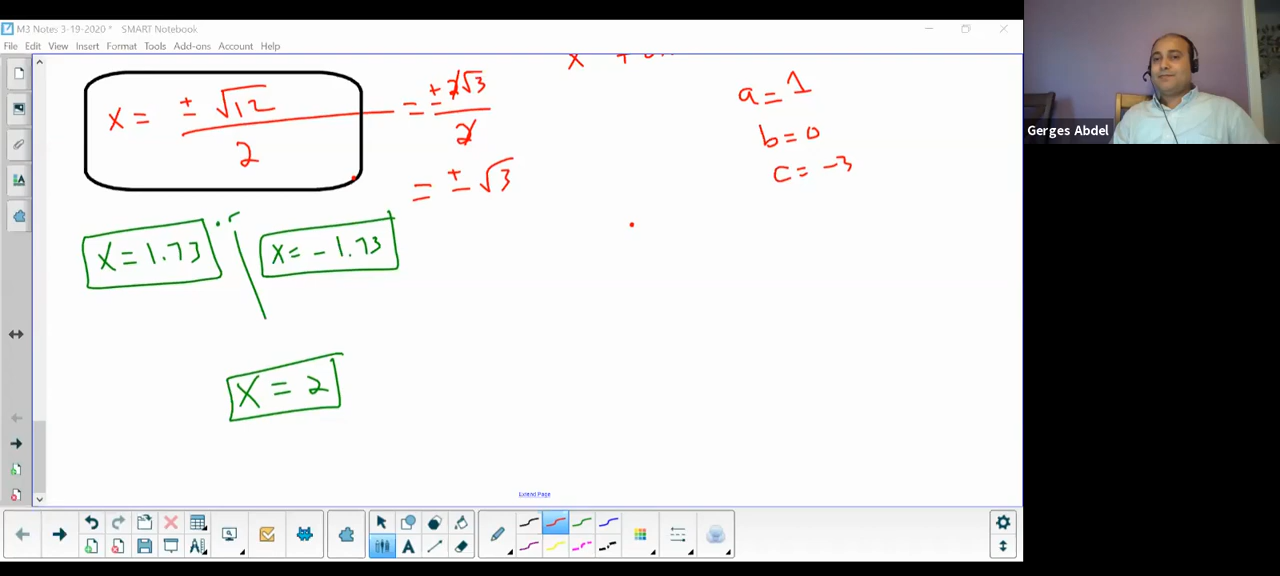 M3 Notes 3-19-2020 * SMART Notebook
File Edit View Insert Format Tools Add-ons Account Help
x = ± √12 / 2 = ± 2√3 / 2
= ± √3
a = 1
b = 0
c = -3
x = 1.73 or x = - 1.73
x = 2
Extend Page
Gerges Abdel